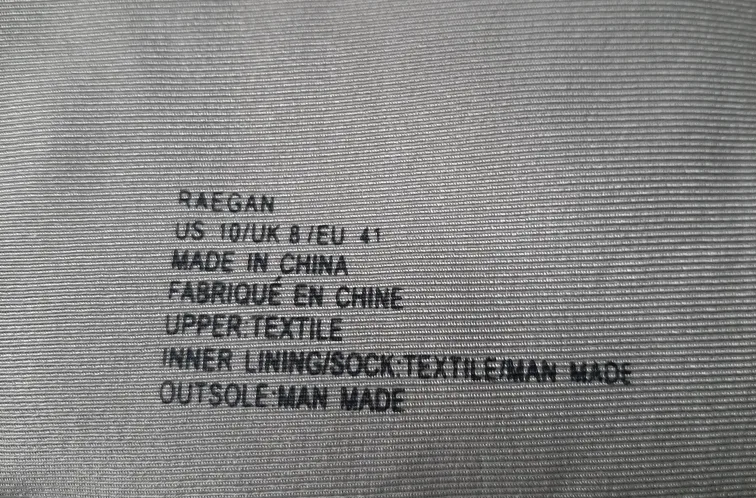 RAEGAN
US 10/UK 8/EU 41
MADE IN CHINA
FABRIQUÉ EN CHINE
UPPER:TEXTILE
INNER LINING/SOCK:TEXTILE/MAN MADE
OUTSOLE:MAN MADE